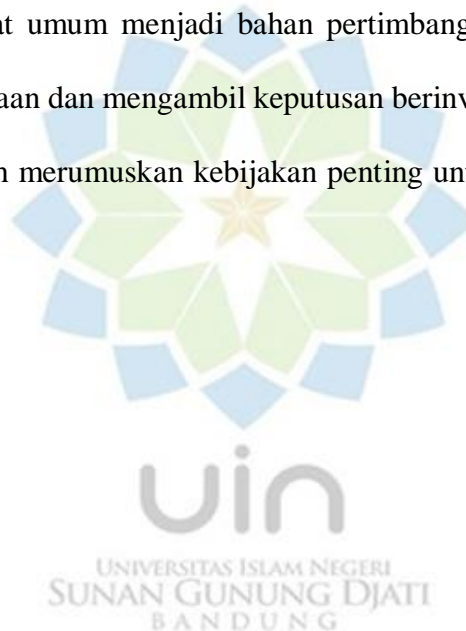 at umum menjadi bahan pertimbang
aan dan mengambil keputusan berinv
n merumuskan kebijakan penting unt
uin
UNIVERSITAS ISLAM NEGERI
SUNAN GUNUNG DJATI
BANDUNG